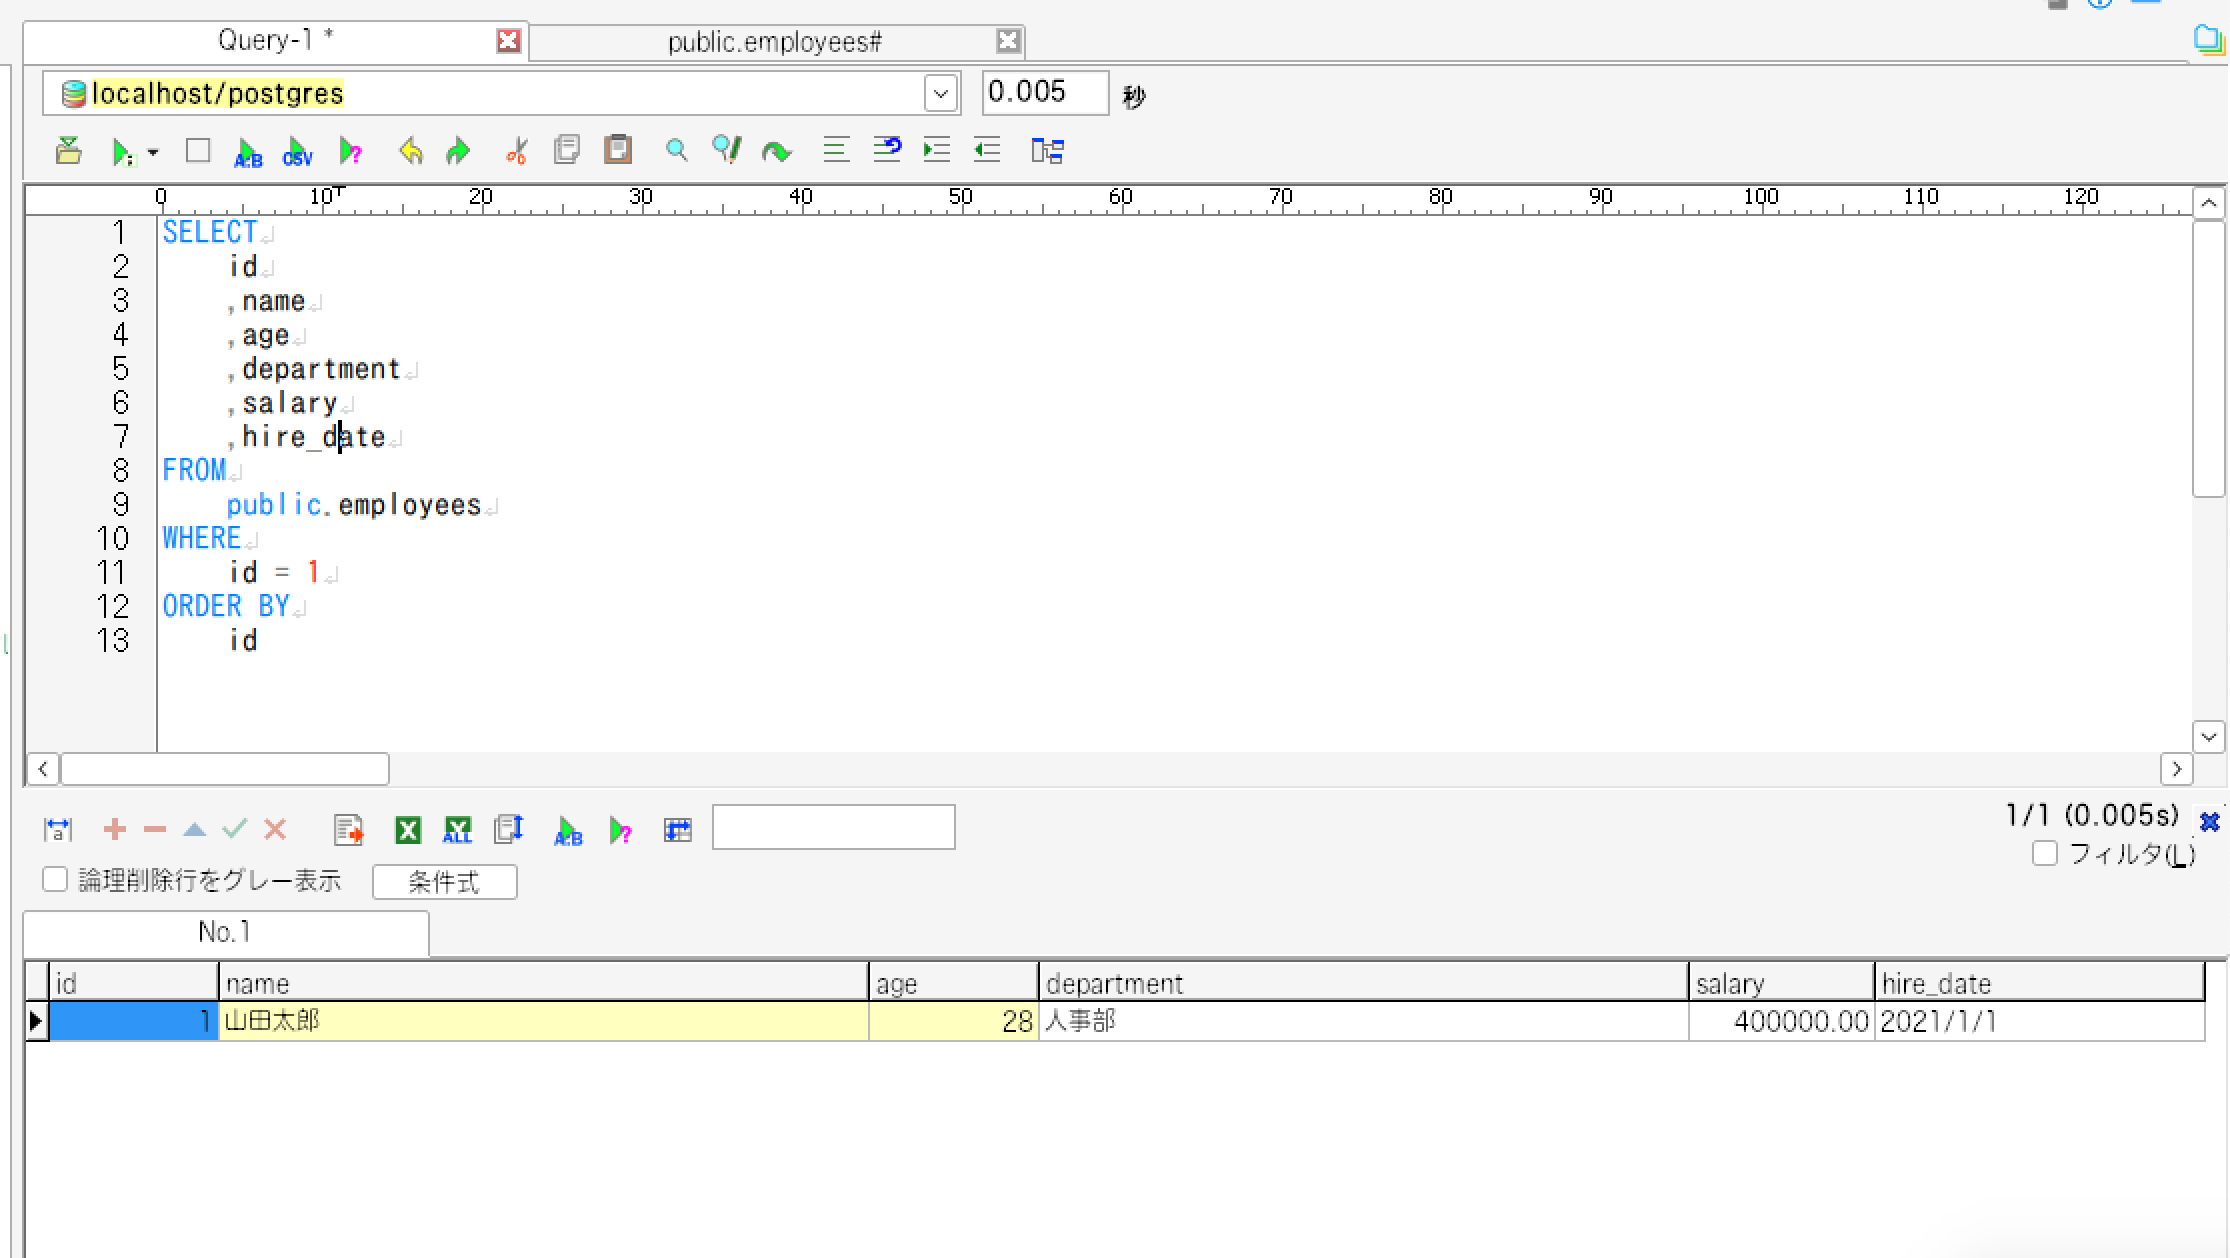 Query-1 *
public.employees#
localhost/postgres
0.005
秒
A:B
CSV
0 10 20 30 40 50 60 70 80 90 100 110 120
1 SELECT
2 id
3 ,name
4 ,age
5 ,department
6 ,salary
7 ,hire_date
8 FROM
9 public.employees
10 WHERE
11 id = 1
12 ORDER BY
13 id
a
ALL
A:B
1/1 (0.005s)
フィルタ(L)
論理削除行をグレー表示
条件式
No.1
id name age department salary hire_date
1 山田太郎 28 人事部 400000.00 2021/1/1